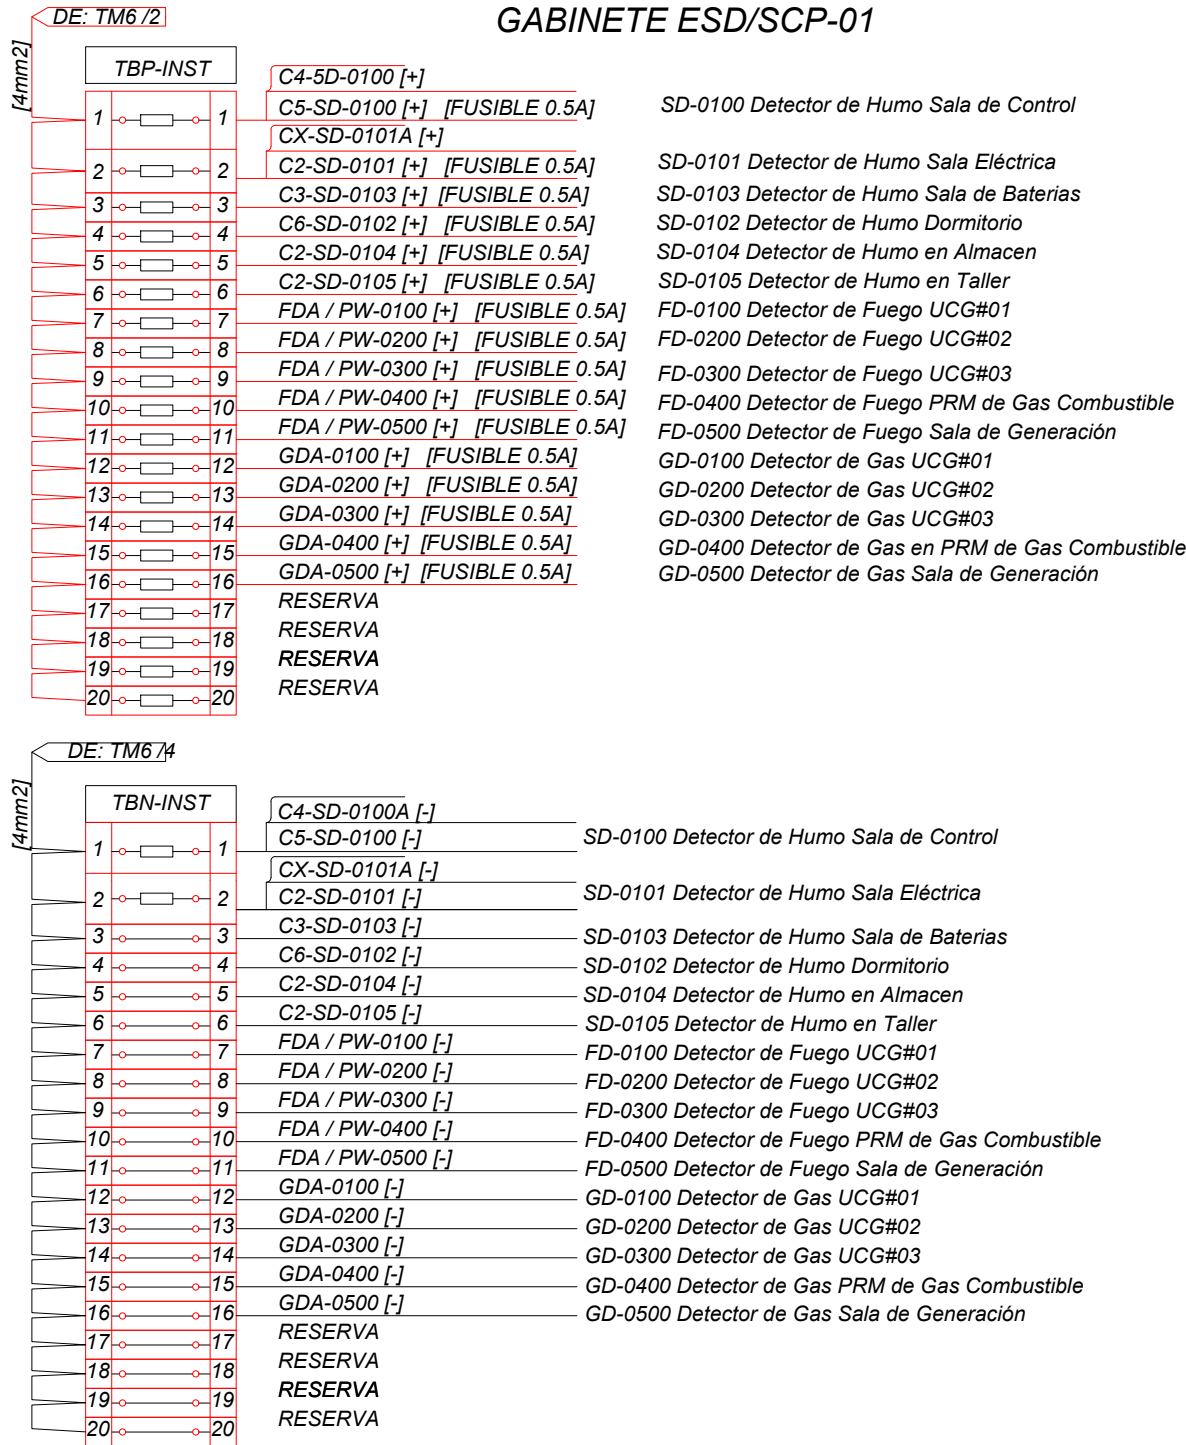 DE: TM6 /2
GABINETE ESD/SCP-01
[4mm2]
TBP-INST
C4-5D-0100 [+]
1 1 C5-SD-0100 [+] [FUSIBLE 0.5A] SD-0100 Detector de Humo Sala de Control
CX-SD-0101A [+]
2 2 C2-SD-0101 [+] [FUSIBLE 0.5A] SD-0101 Detector de Humo Sala Eléctrica
3 3 C3-SD-0103 [+] [FUSIBLE 0.5A] SD-0103 Detector de Humo Sala de Baterias
4 4 C6-SD-0102 [+] [FUSIBLE 0.5A] SD-0102 Detector de Humo Dormitorio
5 5 C2-SD-0104 [+] [FUSIBLE 0.5A] SD-0104 Detector de Humo en Almacen
6 6 C2-SD-0105 [+] [FUSIBLE 0.5A] SD-0105 Detector de Humo en Taller
7 7 FDA / PW-0100 [+] [FUSIBLE 0.5A] FD-0100 Detector de Fuego UCG#01
8 8 FDA / PW-0200 [+] [FUSIBLE 0.5A] FD-0200 Detector de Fuego UCG#02
9 9 FDA / PW-0300 [+] [FUSIBLE 0.5A] FD-0300 Detector de Fuego UCG#03
10 10 FDA / PW-0400 [+] [FUSIBLE 0.5A] FD-0400 Detector de Fuego PRM de Gas Combustible
11 11 FDA / PW-0500 [+] [FUSIBLE 0.5A] FD-0500 Detector de Fuego Sala de Generación
12 12 GDA-0100 [+] [FUSIBLE 0.5A] GD-0100 Detector de Gas UCG#01
13 13 GDA-0200 [+] [FUSIBLE 0.5A] GD-0200 Detector de Gas UCG#02
14 14 GDA-0300 [+] [FUSIBLE 0.5A] GD-0300 Detector de Gas UCG#03
15 15 GDA-0400 [+] [FUSIBLE 0.5A] GD-0400 Detector de Gas en PRM de Gas Combustible
16 16 GDA-0500 [+] [FUSIBLE 0.5A] GD-0500 Detector de Gas Sala de Generación
17 17 RESERVA
18 18 RESERVA
19 19 RESERVA
20 20 RESERVA
DE: TM6 /4
[4mm2]
TBN-INST
C4-SD-0100A [-]
1 1 C5-SD-0100 [-] SD-0100 Detector de Humo Sala de Control
CX-SD-0101A [-]
2 2 C2-SD-0101 [-] SD-0101 Detector de Humo Sala Eléctrica
3 3 C3-SD-0103 [-] SD-0103 Detector de Humo Sala de Baterias
4 4 C6-SD-0102 [-] SD-0102 Detector de Humo Dormitorio
5 5 C2-SD-0104 [-] SD-0104 Detector de Humo en Almacen
6 6 C2-SD-0105 [-] SD-0105 Detector de Humo en Taller
7 7 FDA / PW-0100 [-] FD-0100 Detector de Fuego UCG#01
8 8 FDA / PW-0200 [-] FD-0200 Detector de Fuego UCG#02
9 9 FDA / PW-0300 [-] FD-0300 Detector de Fuego UCG#03
10 10 FDA / PW-0400 [-] FD-0400 Detector de Fuego PRM de Gas Combustible
11 11 FDA / PW-0500 [-] FD-0500 Detector de Fuego Sala de Generación
12 12 GDA-0100 [-] GD-0100 Detector de Gas UCG#01
13 13 GDA-0200 [-] GD-0200 Detector de Gas UCG#02
14 14 GDA-0300 [-] GD-0300 Detector de Gas UCG#03
15 15 GDA-0400 [-] GD-0400 Detector de Gas PRM de Gas Combustible
16 16 GDA-0500 [-] GD-0500 Detector de Gas Sala de Generación
17 17 RESERVA
18 18 RESERVA
19 19 RESERVA
20 20 RESERVA